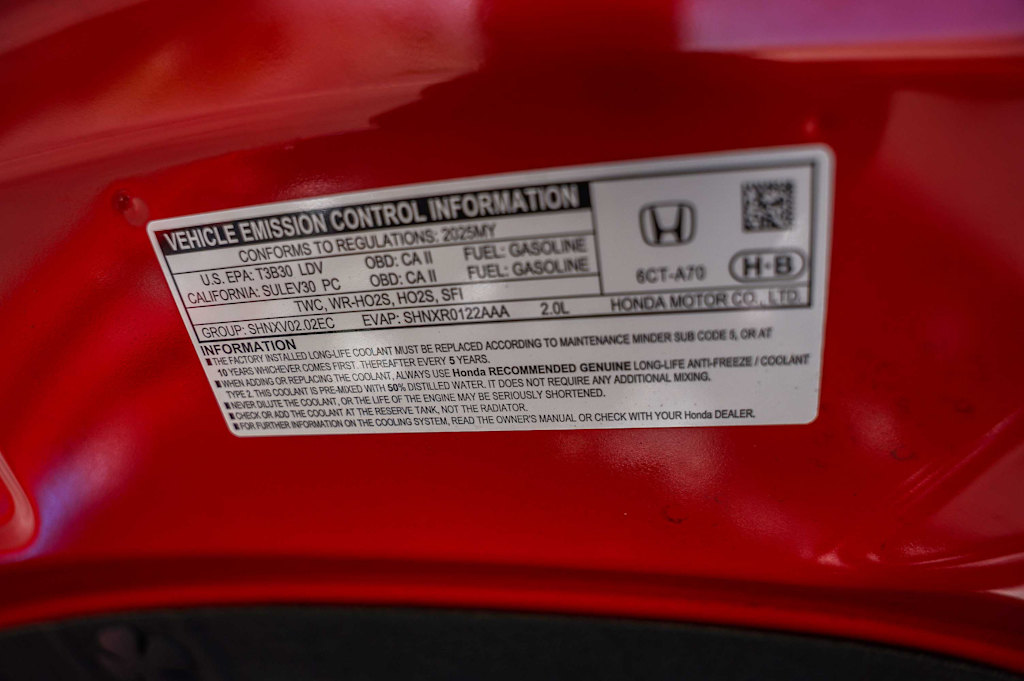 VEHICLE EMISSION CONTROL INFORMATION
CONFORMS TO REGULATIONS: 2025MY
U.S. EPA: T3B30 LDV OBD: CA II FUEL: GASOLINE
CALIFORNIA: SULEV30 PC OBD: CA II FUEL: GASOLINE
TWC, WR-HO2S, HO2S, SFI
GROUP: SHNXV02.02EC EVAP: SHNXR0122AAA 2.0L
6CT-A70
H·B
HONDA MOTOR CO., LTD.
INFORMATION
■THE FACTORY INSTALLED LONG-LIFE COOLANT MUST BE REPLACED ACCORDING TO MAINTENANCE MINDER SUB CODE 5, OR AT
10 YEARS WHICHEVER COMES FIRST. THEREAFTER EVERY 5 YEARS.
■WHEN ADDING OR REPLACING THE COOLANT, ALWAYS USE Honda RECOMMENDED GENUINE LONG-LIFE ANTI-FREEZE / COOLANT
TYPE 2. THIS COOLANT IS PRE-MIXED WITH 50% DISTILLED WATER. IT DOES NOT REQUIRE ANY ADDITIONAL MIXING.
■NEVER DILUTE THE COOLANT, OR THE LIFE OF THE ENGINE MAY BE SERIOUSLY SHORTENED.
■CHECK OR ADD THE COOLANT AT THE RESERVE TANK, NOT THE RADIATOR.
■FOR FURTHER INFORMATION ON THE COOLING SYSTEM, READ THE OWNER'S MANUAL OR CHECK WITH YOUR Honda DEALER.